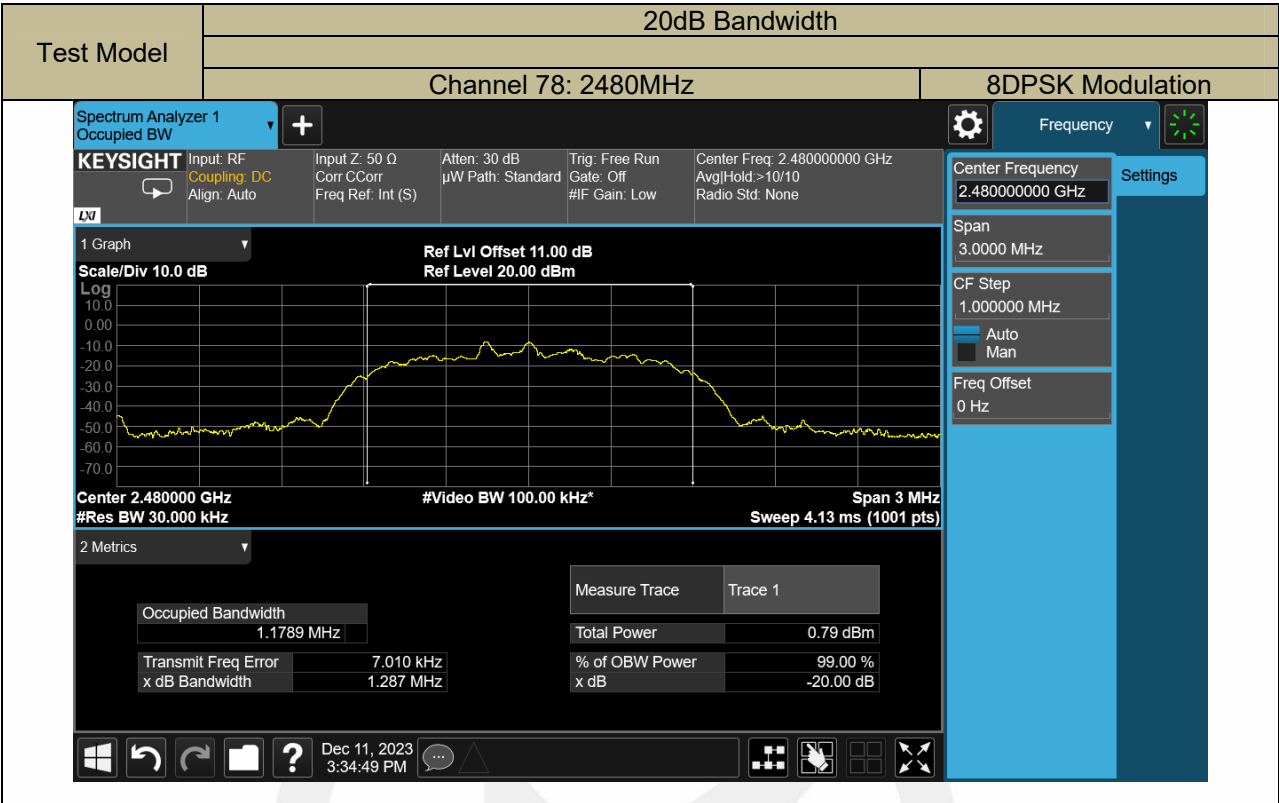 20dB Bandwidth
Test Model
Channel 78: 2480MHz 8DPSK Modulation
Spectrum Analyzer 1
Occupied BW
+
Frequency
KEYSIGHT
LXI
Input: RF
Coupling: DC
Align: Auto
Input Z: 50 Ω
Corr CCorr
Freq Ref: Int (S)
Atten: 30 dB
µW Path: Standard
Trig: Free Run
Gate: Off
#IF Gain: Low
Center Freq: 2.480000000 GHz
Avg|Hold:>10/10
Radio Std: None
Center Frequency
2.480000000 GHz
Settings
Span
3.0000 MHz
CF Step
1.000000 MHz
Auto
Man
Freq Offset
0 Hz
1 Graph
Scale/Div 10.0 dB
Ref Lvl Offset 11.00 dB
Ref Level 20.00 dBm
Log
10.0
0.00
-10.0
-20.0
-30.0
-40.0
-50.0
-60.0
-70.0
Center 2.480000 GHz #Video BW 100.00 kHz* Span 3 MHz
#Res BW 30.000 kHz Sweep 4.13 ms (1001 pts)
2 Metrics
Measure Trace Trace 1
Occupied Bandwidth
1.1789 MHz
Total Power 0.79 dBm
Transmit Freq Error 7.010 kHz % of OBW Power 99.00 %
x dB Bandwidth 1.287 MHz x dB -20.00 dB
?
Dec 11, 2023
3:34:49 PM